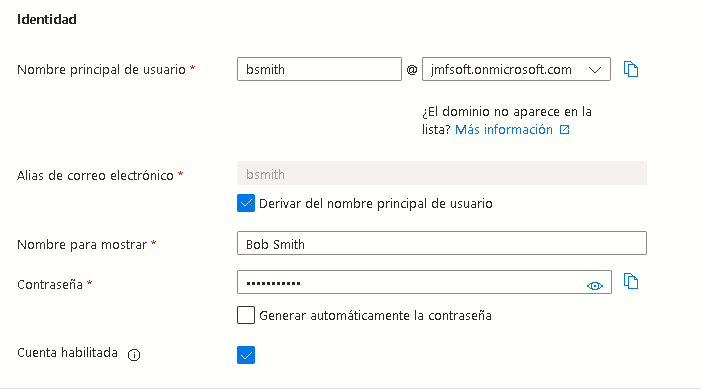 Identidad
Nombre principal de usuario * bsmith @ jmfsoft.onmicrosoft.com
¿El dominio no aparece en la
lista? Más información
Alias de correo electrónico * bsmith
Derivar del nombre principal de usuario
Nombre para mostrar * Bob Smith
Contraseña * •••••••••••
Generar automáticamente la contraseña
Cuenta habilitada